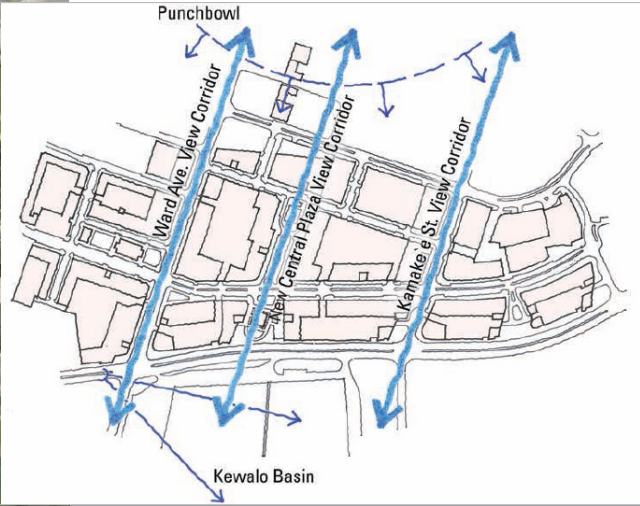 Punchbowl
Ward Ave. View Corridor
New Central Plaza View Corridor
Kamake'e St. View Corridor
Kewalo Basin